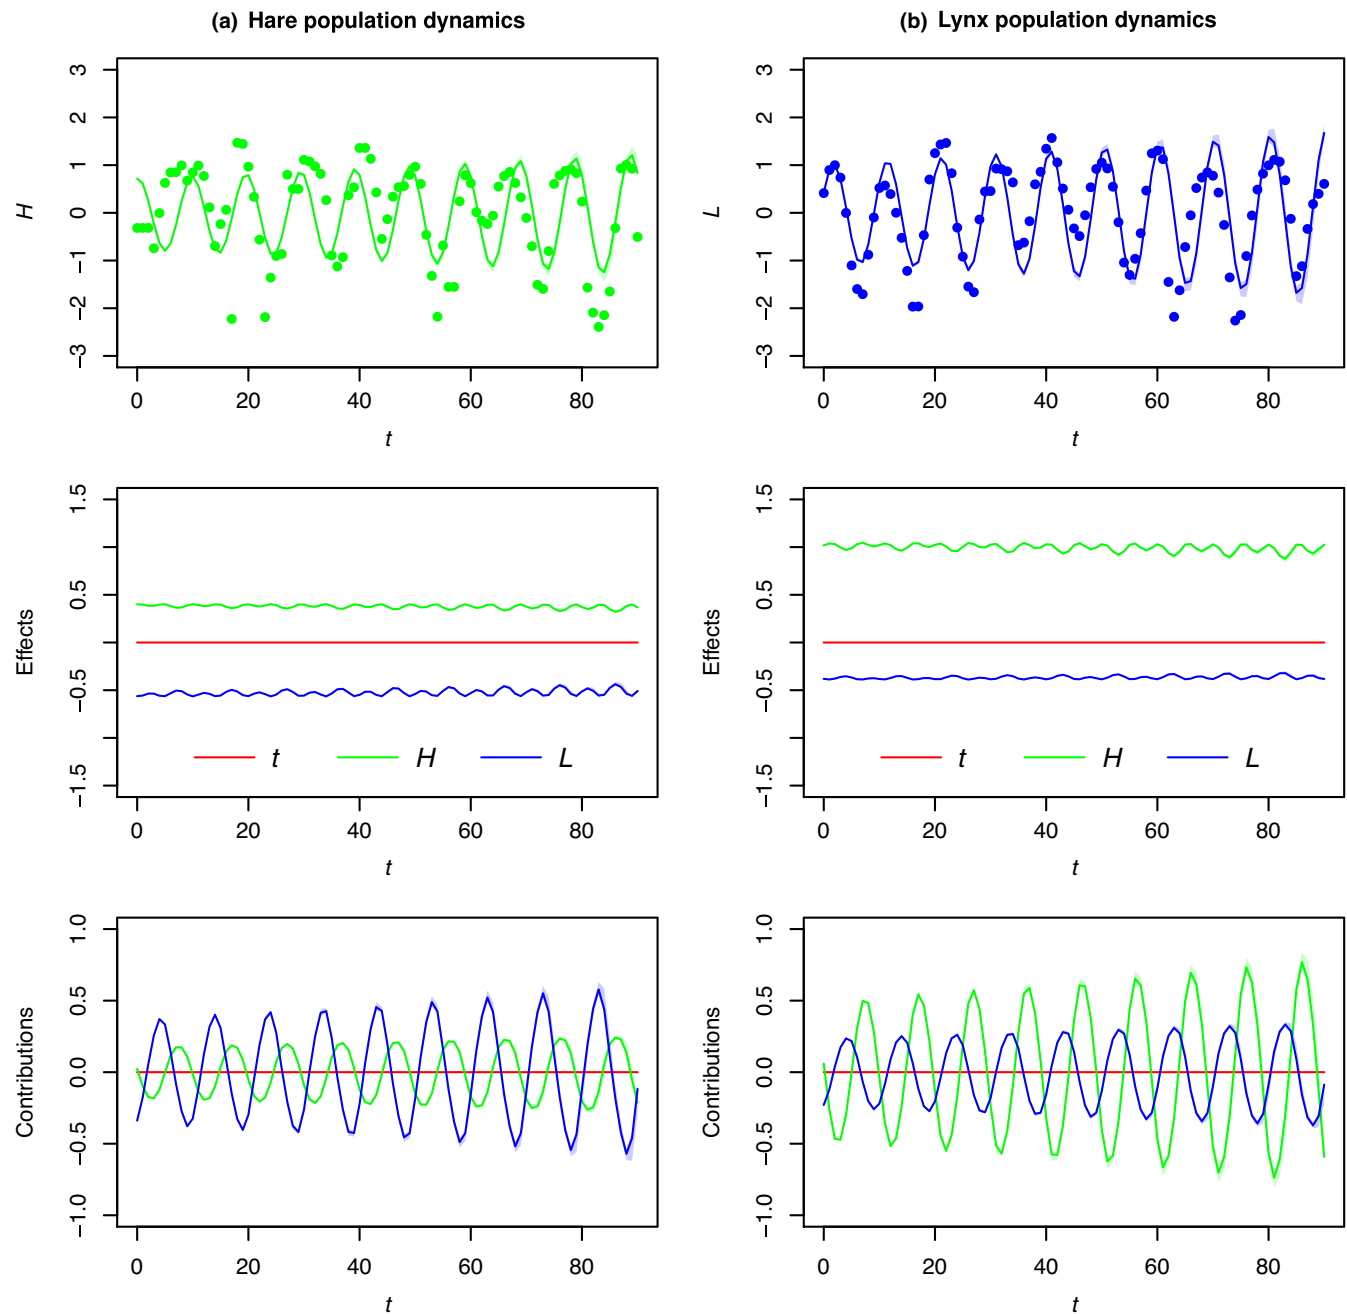 (a) Hare population dynamics
(b) Lynx population dynamics
3
2
1
0
−1
−2
−3
H
0 20 40 60 80
t
3
2
1
0
−1
−2
−3
L
0 20 40 60 80
t
1.5
0.5
−0.5
−1.5
Effects
t H L
0 20 40 60 80
t
1.5
0.5
−0.5
−1.5
Effects
t H L
0 20 40 60 80
t
1.0
0.5
0.0
−0.5
−1.0
Contributions
0 20 40 60 80
t
1.0
0.5
0.0
−0.5
−1.0
Contributions
0 20 40 60 80
t